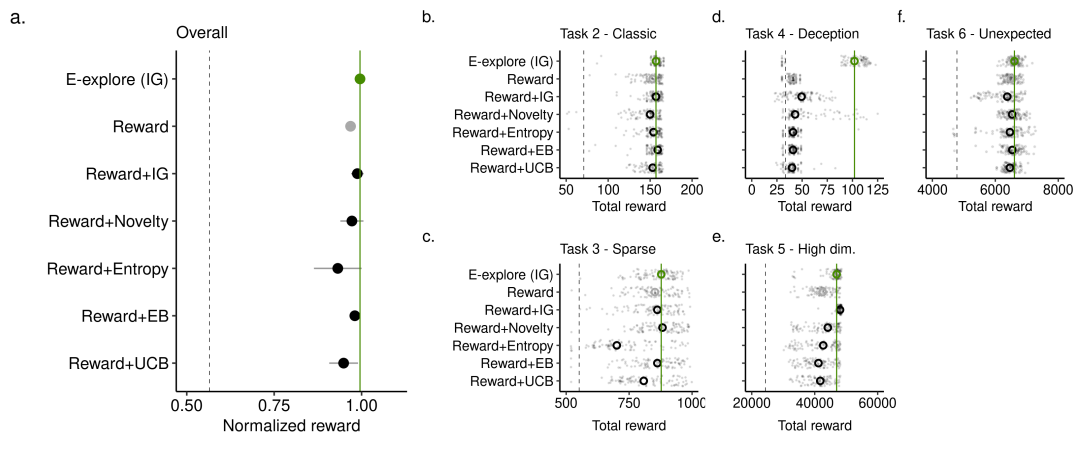 a.
Overall
E-explore (IG)
Reward
Reward+IG
Reward+Novelty
Reward+Entropy
Reward+EB
Reward+UCB
0.50 0.75 1.00
Normalized reward
b.
Task 2 - Classic
E-explore (IG)
Reward
Reward+IG
Reward+Novelty
Reward+Entropy
Reward+EB
Reward+UCB
50 100 150 200
Total reward
d.
Task 4 - Deception
0 25 50 75 100 125
Total reward
f.
Task 6 - Unexpected
4000 6000 8000
Total reward
c.
Task 3 - Sparse
E-explore (IG)
Reward
Reward+IG
Reward+Novelty
Reward+Entropy
Reward+EB
Reward+UCB
500 750 1000
Total reward
e.
Task 5 - High dim.
20000 40000 60000
Total reward